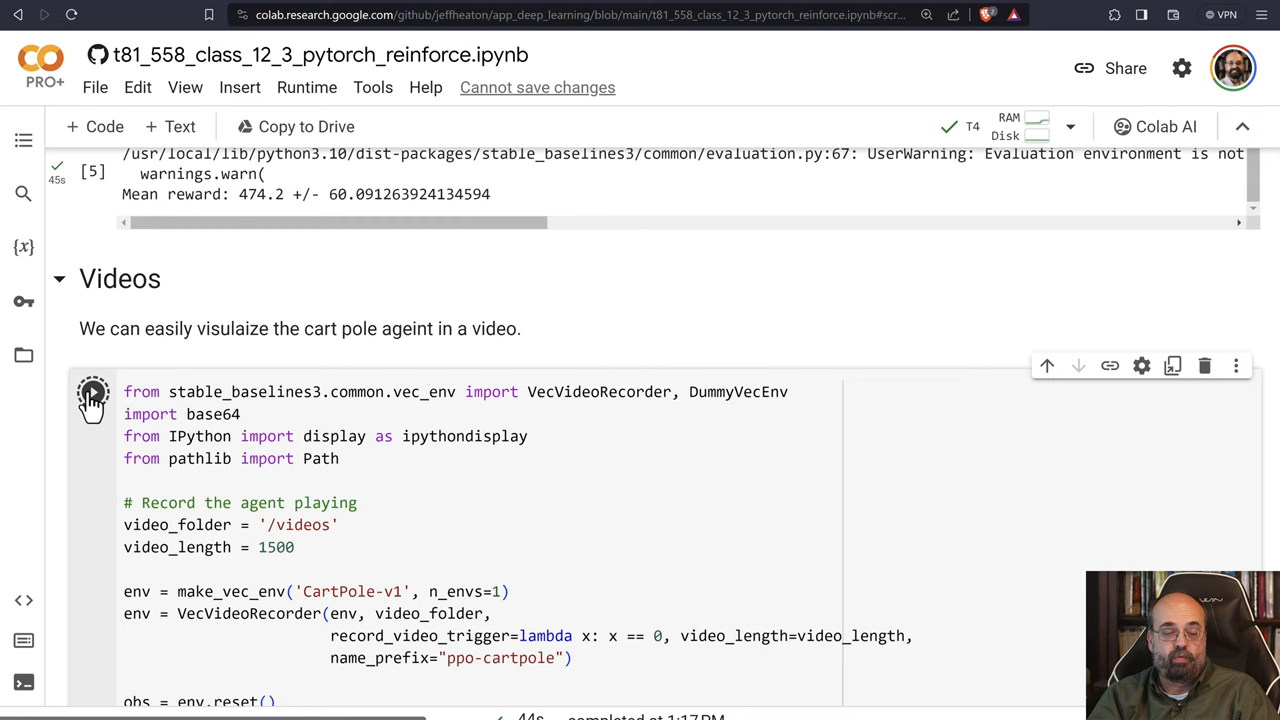 colab.research.google.com/github/jeffheaton/app_deep_learning/blob/main/t81_558_class_12_3_pytorch_reinforce.ipynb#scr...
2
VPN
CO
PRO+
t81_558_class_12_3_pytorch_reinforce.ipynb
File Edit View Insert Runtime Tools Help Cannot save changes
Share
+ Code + Text
Copy to Drive
T4
RAM
Disk
Colab AI
45s
[5]
/usr/local/lib/python3.10/dist-packages/stable_baselines3/common/evaluation.py:67: UserWarning: Evaluation environment is not
warnings.warn(
Mean reward: 474.2 +/- 60.091263924134594
{x}
Videos
We can easily visulaize the cart pole ageint in a video.
from stable_baselines3.common.vec_env import VecVideoRecorder, DummyVecEnv
import base64
from IPython import display as ipythondisplay
from pathlib import Path
# Record the agent playing
video_folder = '/videos'
video_length = 1500
env = make_vec_env('CartPole-v1', n_envs=1)
env = VecVideoRecorder(env, video_folder,
record_video_trigger=lambda x: x == 0, video_length=video_length,
name_prefix="ppo-cartpole")
obs = env.reset()
44s completed at 1:17 PM